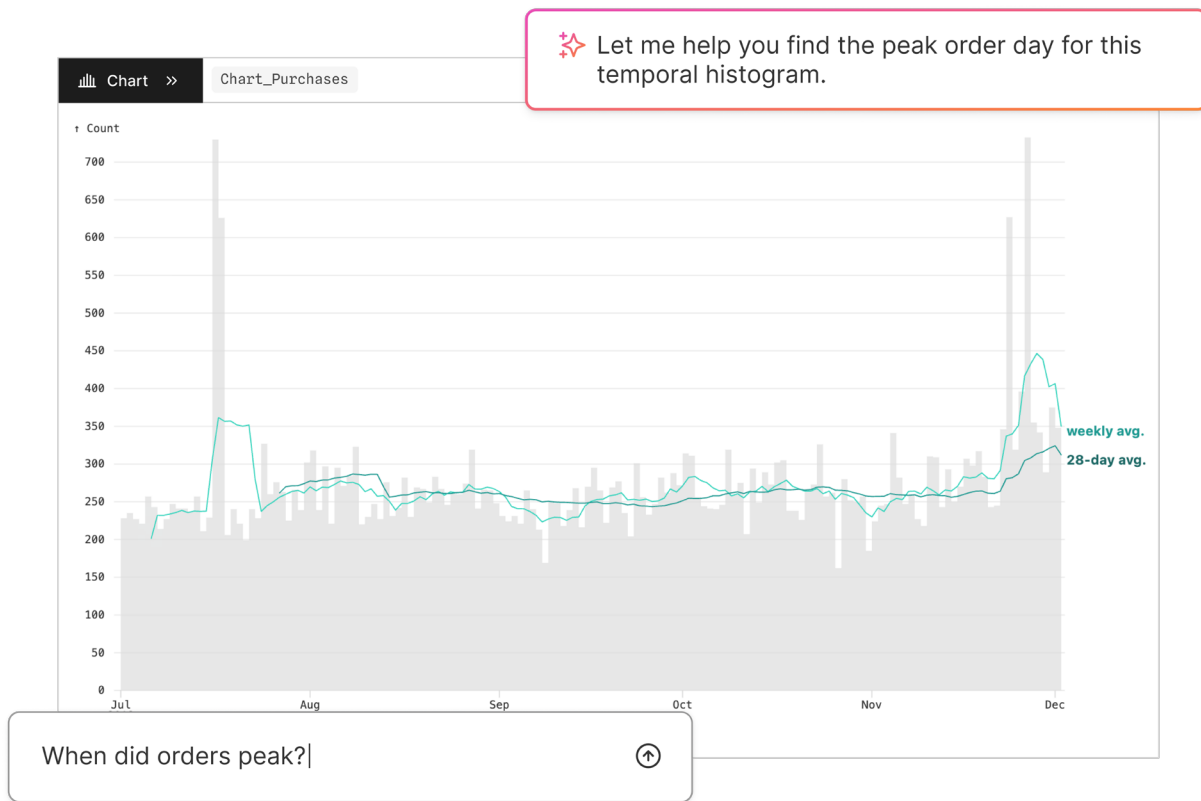 Let me help you find the peak order day for this
temporal histogram.
Chart
Chart_Purchases
↑ Count
700
650
600
550
500
450
400
350
300
250
200
150
100
50
0
weekly avg.
28-day avg.
Jul Aug Sep Oct Nov Dec
When did orders peak?